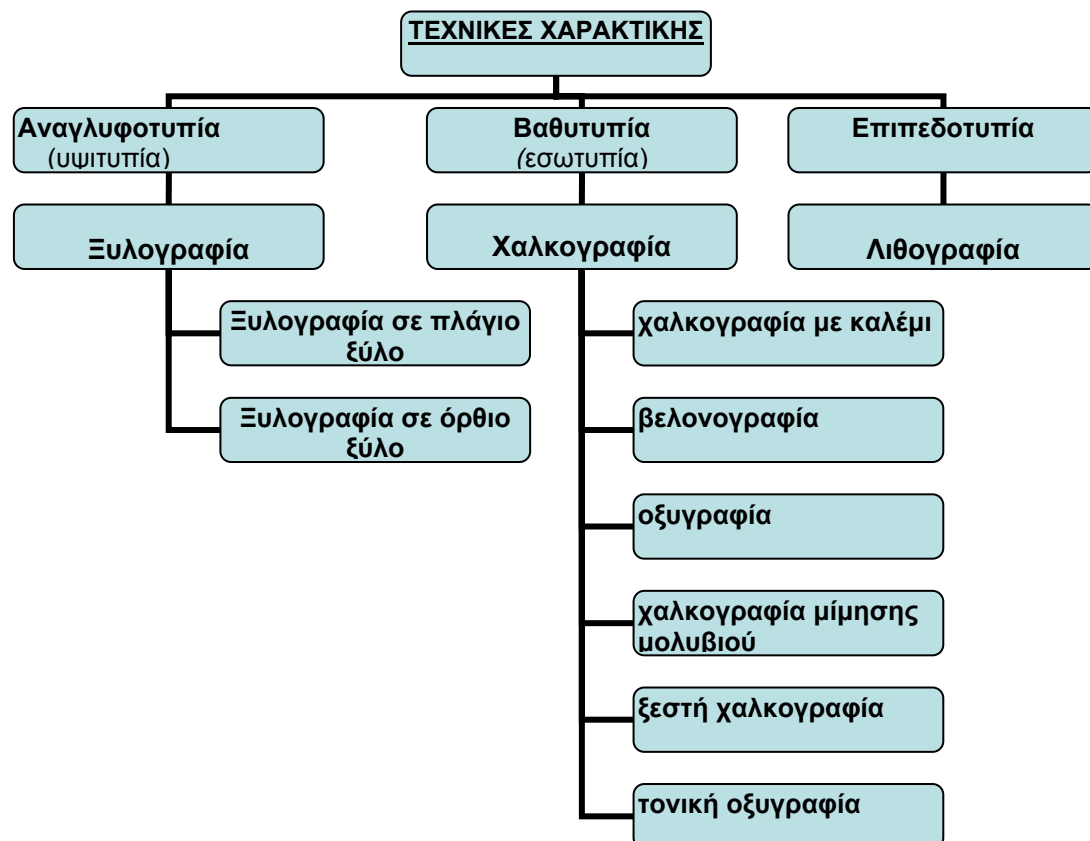 ΤΕΧΝΙΚΕΣ ΧΑΡΑΚΤΙΚΗΣ
Αναγλυφοτυπία
(υψιτυπία)
Βαθυτυπία
(εσωτυπία)
Επιπεδοτυπία
Ξυλογραφία
Χαλκογραφία
Λιθογραφία
Ξυλογραφία σε πλάγιο
ξύλο
Ξυλογραφία σε όρθιο
ξύλο
χαλκογραφία με καλέμι
βελονογραφία
οξυγραφία
χαλκογραφία μίμησης
μολυβιού
ξεστή χαλκογραφία
τονική οξυγραφία